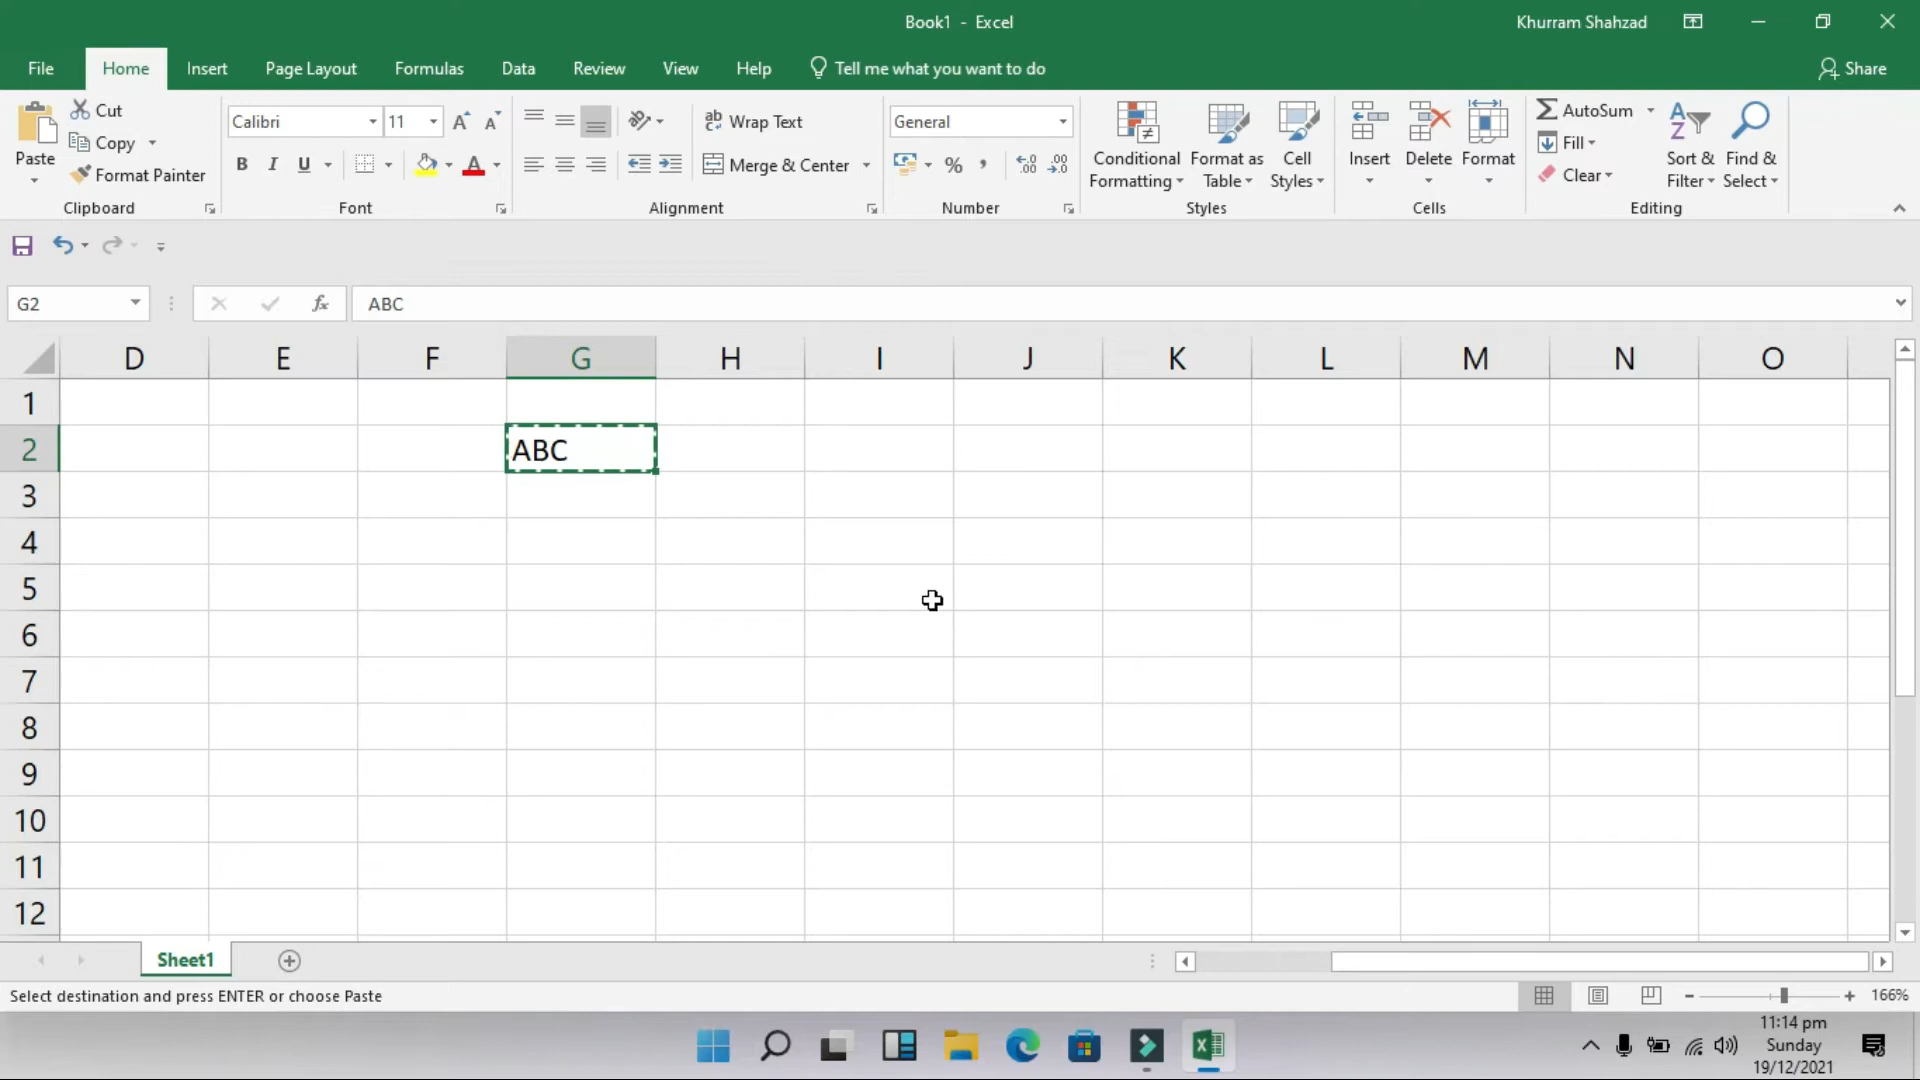 Book1 - Excel
Khurram Shahzad
File Home Insert Page Layout Formulas Data Review View Help Tell me what you want to do Share
Paste
Cut
Copy
Format Painter
Clipboard
Calibri 11
B I U A
Font
ab Wrap Text
Merge & Center
Alignment
General
% ,
Number
Conditional Formatting
Format as Table
Cell Styles
Styles
Insert
Delete
Format
Cells
AutoSum
Fill
Clear
Sort & Filter
Find & Select
Editing
G2 fx ABC
D E F G H I J K L M N O
1
2 ABC
3
4
5
6
7
8
9
10
11
12
Sheet1
Select destination and press ENTER or choose Paste
166%
11:14 pm
Sunday
19/12/2021